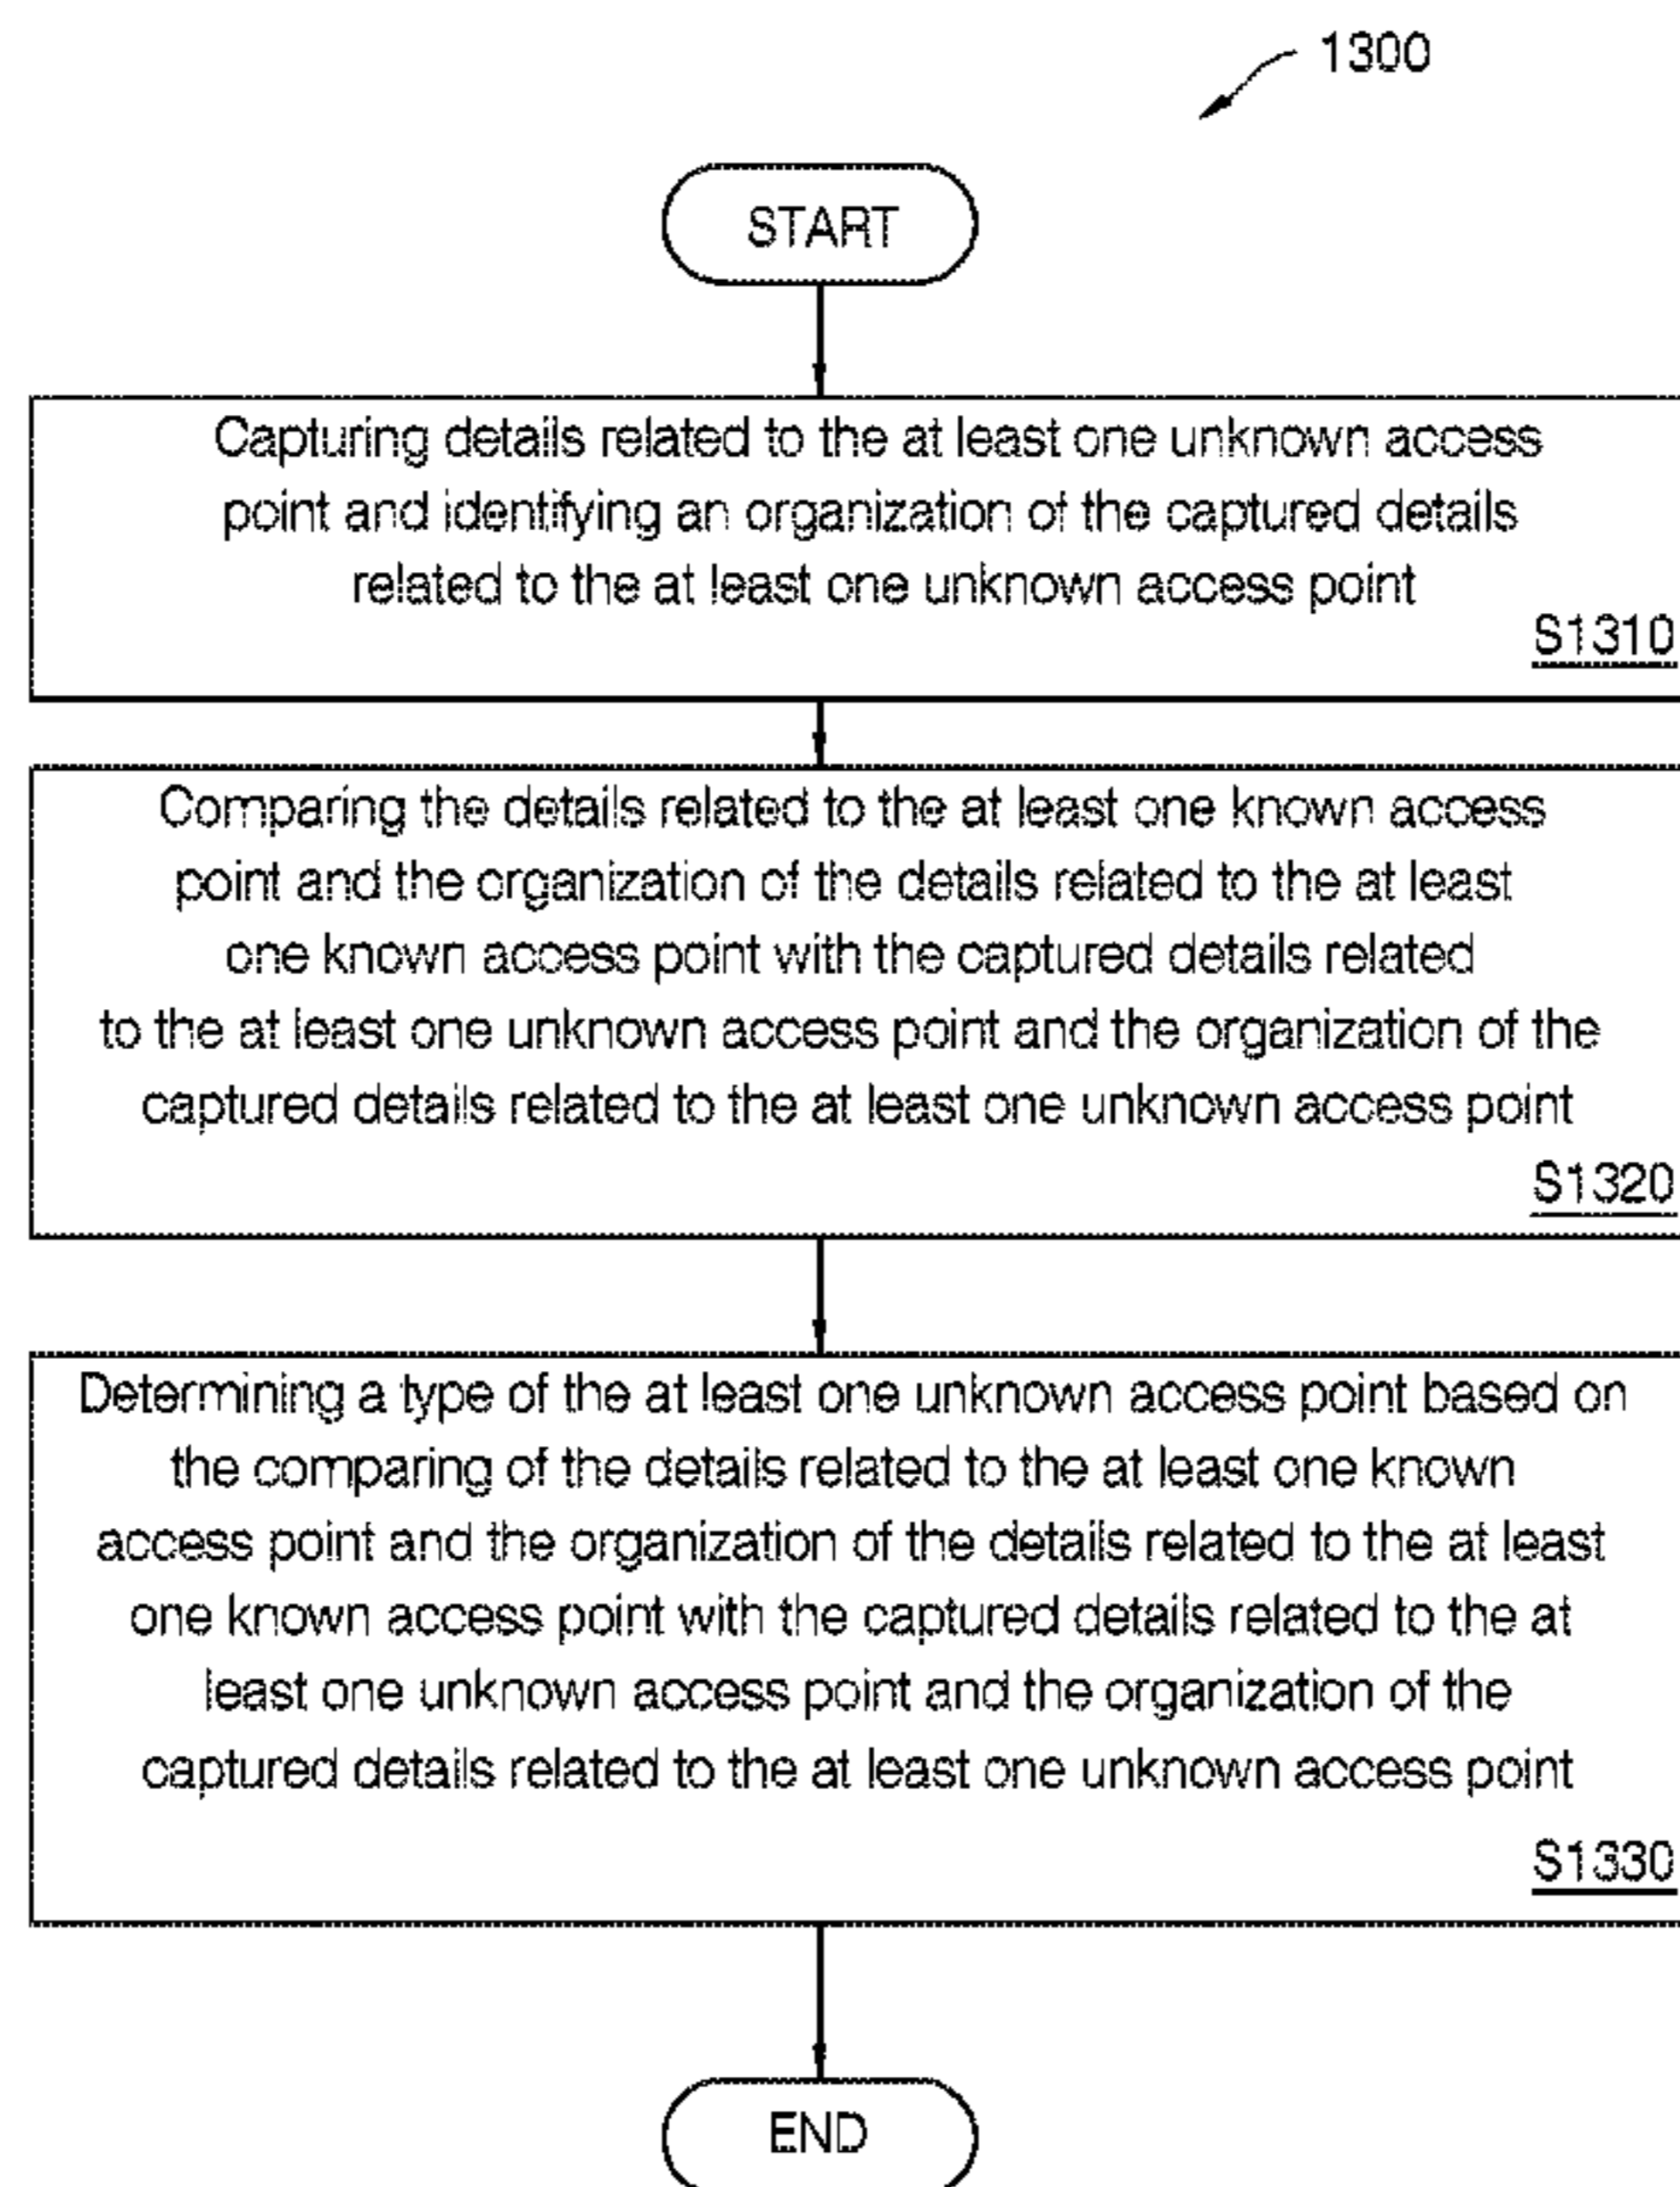 1300
START
Capturing details related to the at least one unknown access
point and identifying an organization of the captured details
related to the at least one unknown access point
S1310
Comparing the details related to the at least one known access
point and the organization of the details related to the at least
one known access point with the captured details related
to the at least one unknown access point and the organization of the
captured details related to the at least one unknown access point
S1320
Determining a type of the at least one unknown access point based on
the comparing of the details related to the at least one known
access point and the organization of the details related to the at least
one known access point with the captured details related to the at
least one unknown access point and the organization of the
captured details related to the at least one unknown access point
S1330
END